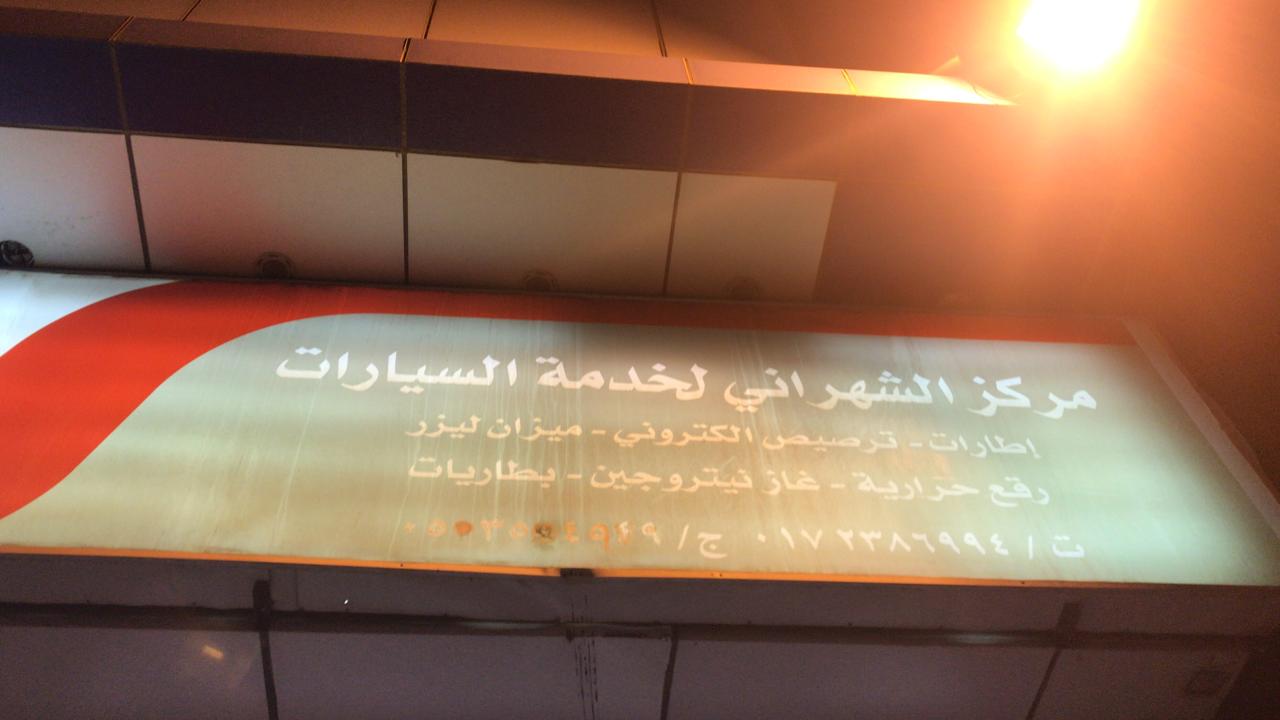 مركز الشهراني لخدمة السيارات
إطارات - ترصيص الكتروني - ميزان ليزر
رقع حرارية - غاز نيتروجين - بطاريات
ت / ٠١٧٢٣٨٦٩٩٤ ج /